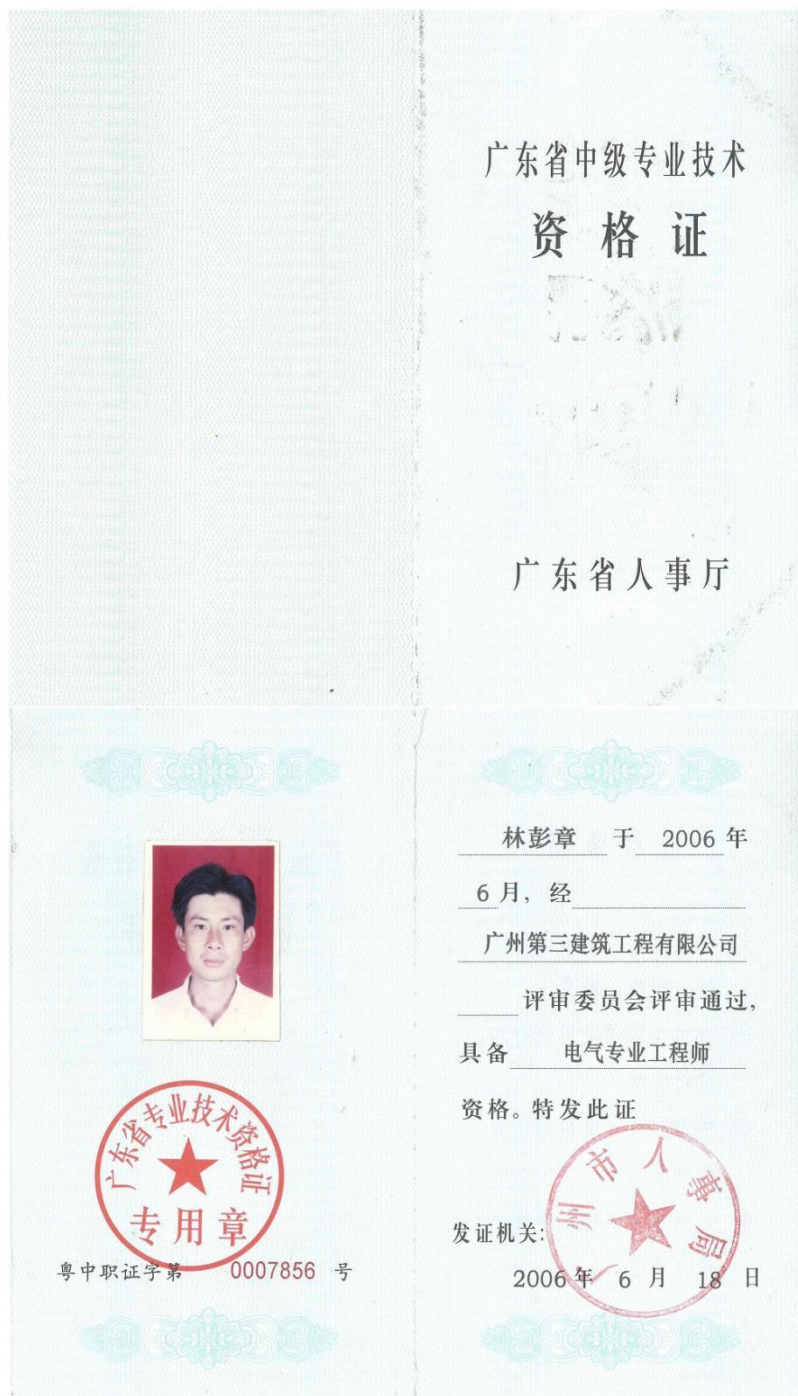 广东省中级专业技术
资格证
广东省人事厅
广东省专业技术资格证
专用章
粤中职证字第 0007856 号
林彭章 于 2006 年
6 月, 经
广州第三建筑工程有限公司
评审委员会评审通过,
具备 电气专业工程师
资格。特发此证
广州市人事局
发证机关:
2006 年 6 月 18 日